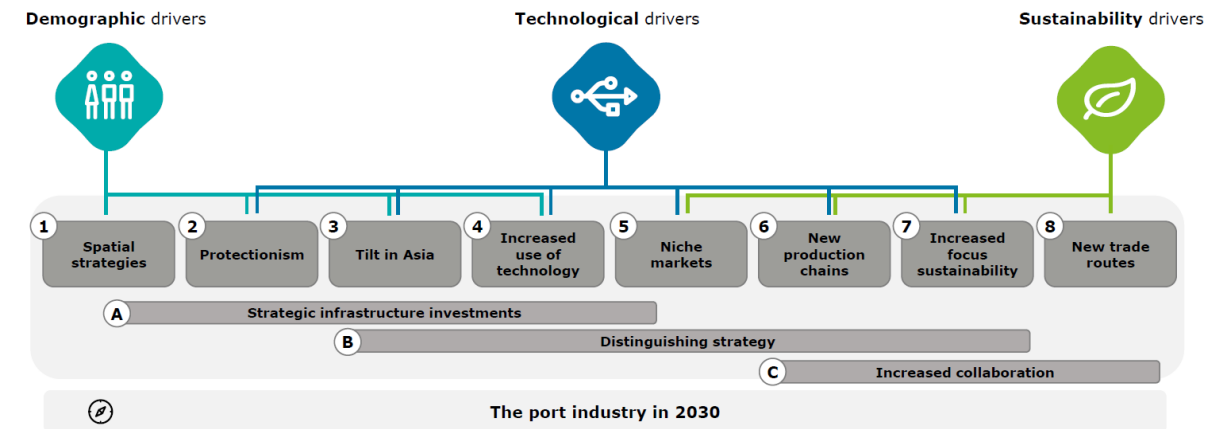 Demographic drivers
Technological drivers
Sustainability drivers
1
Spatial
strategies
2
Protectionism
3
Tilt in Asia
4
Increased
use of
technology
5
Niche
markets
6
New
production
chains
7
Increased
focus
sustainability
8
New trade
routes
A
Strategic infrastructure investments
B
Distinguishing strategy
C
Increased collaboration
The port industry in 2030